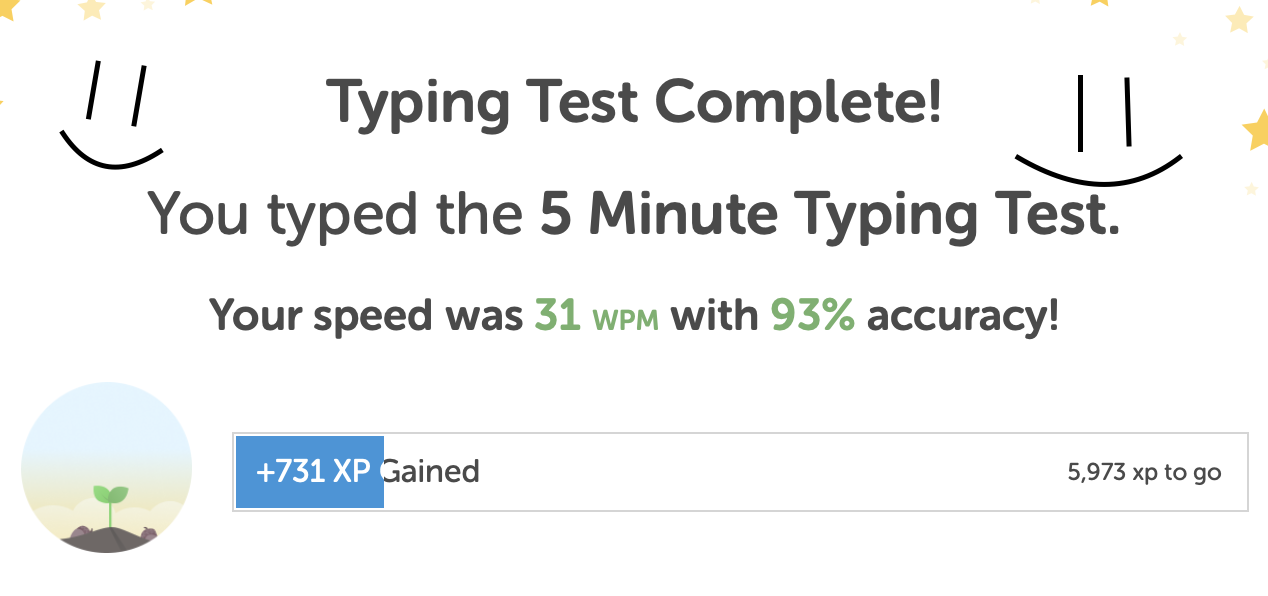 Typing Test Complete!
You typed the 5 Minute Typing Test.
Your speed was 31 WPM with 93% accuracy!
+731 XP Gained
5,973 xp to go